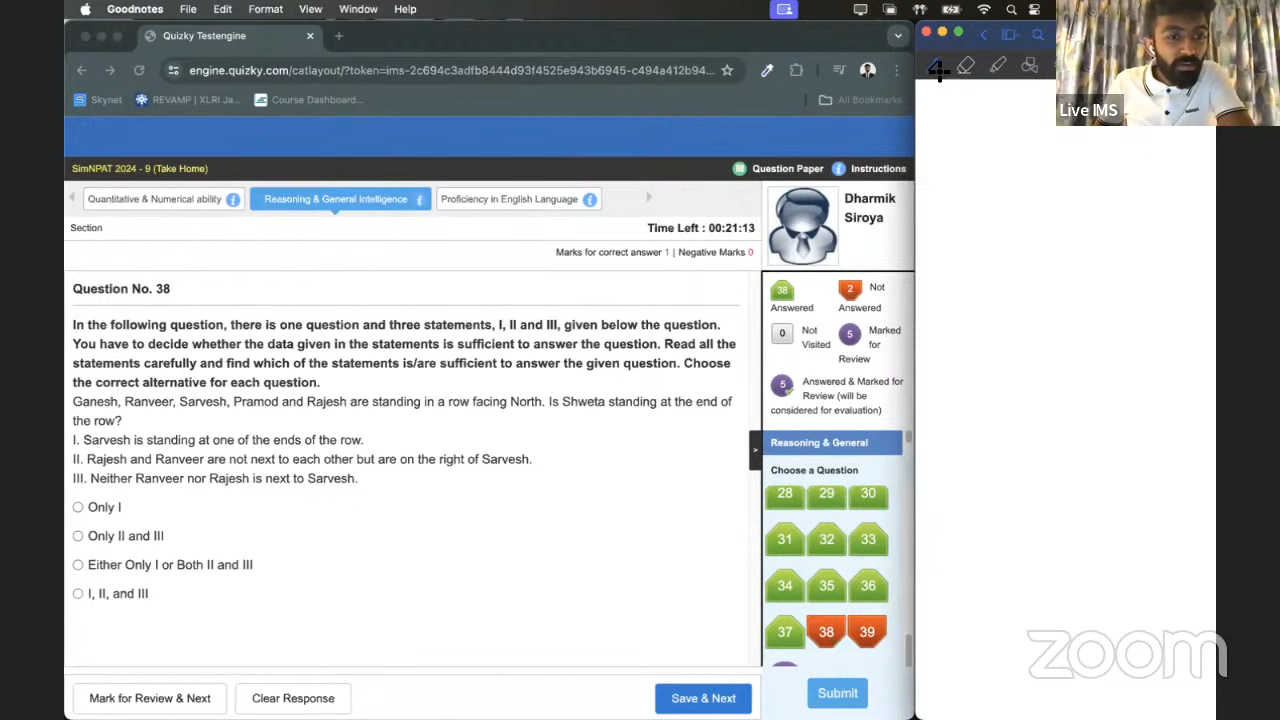 Goodnotes File Edit Format View Window Help
Quizky Testengine
engine.quizky.com/catlayout/?token=ims-2c694c3adfb8444d93f4525e943b6945-c494a412b94...
Skynet REVAMP | XLRI Ja... Course Dashboard... All Bookmarks
Live IMS
SimNPAT 2024 - 9 (Take Home) Question Paper i Instructions
Quantitative & Numerical ability i Reasoning & General Intelligence i Proficiency in English Language i
Section Time Left : 00:21:13
Marks for correct answer 1 | Negative Marks 0
Dharmik
Siroya
Question No. 38
In the following question, there is one question and three statements, I, II and III, given below the question.
You have to decide whether the data given in the statements is sufficient to answer the question. Read all the
statements carefully and find which of the statements is/are sufficient to answer the given question. Choose
the correct alternative for each question.
Ganesh, Ranveer, Sarvesh, Pramod and Rajesh are standing in a row facing North. Is Shweta standing at the end of
the row?
I. Sarvesh is standing at one of the ends of the row.
II. Rajesh and Ranveer are not next to each other but are on the right of Sarvesh.
III. Neither Ranveer nor Rajesh is next to Sarvesh.
Only I
Only II and III
Either Only I or Both II and III
I, II, and III
Mark for Review & Next Clear Response Save & Next
38 Answered 2 Not Answered
0 Not Visited 5 Marked for Review
5 Answered & Marked for
Review (will be
considered for evaluation)
Reasoning & General
Choose a Question
28 29 30
31 32 33
34 35 36
37 38 39
>
Submit
zoom